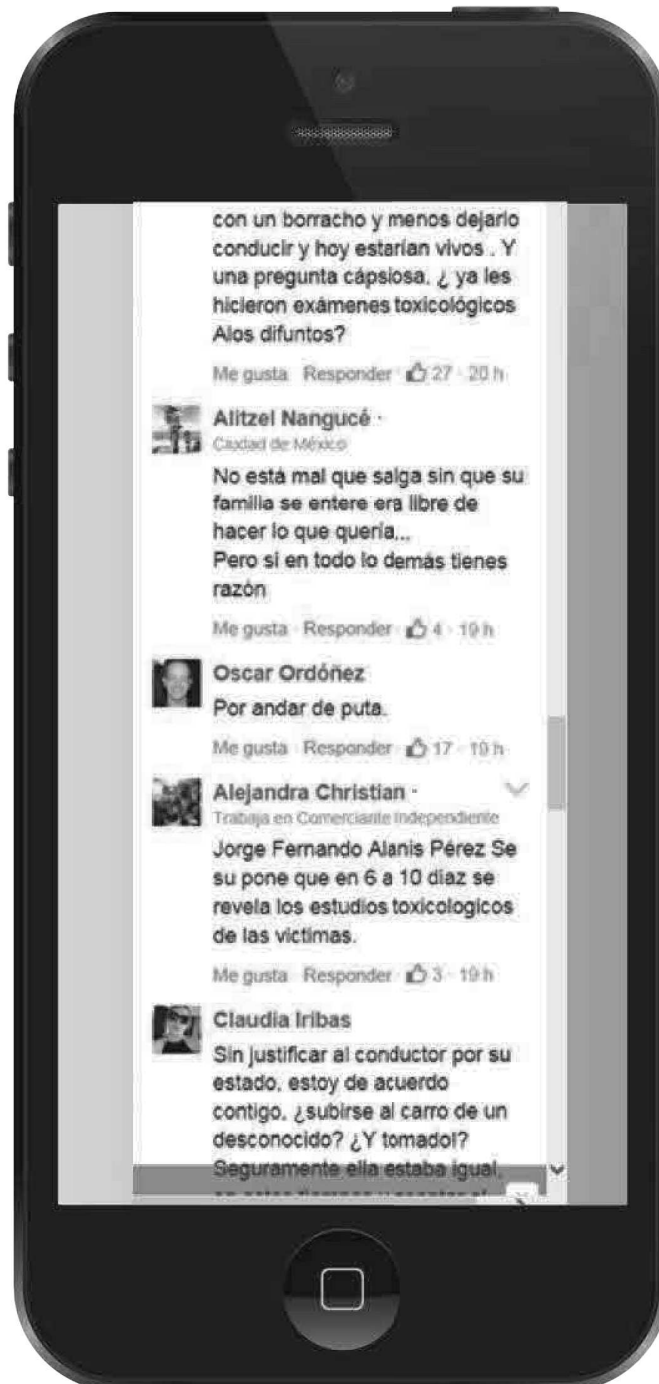 con un borracho y menos dejarlo
conducir y hoy estarían vivos . Y
una pregunta cápsiosa, ¿ ya les
hicieron exámenes toxicológicos
Alos difuntos?
Me gusta · Responder · 27 · 20 h
Alitzel Nangucé ·
Ciudad de México
No está mal que salga sin que su
familia se entere era libre de
hacer lo que quería...
Pero si en todo lo demás tienes
razón
Me gusta · Responder · 4 · 19 h
Oscar Ordóñez
Por andar de puta.
Me gusta · Responder · 17 · 19 h
Alejandra Christian ·
Trabaja en Comerciante Independiente
Jorge Fernando Alanis Pérez Se
su pone que en 6 a 10 diaz se
revela los estudios toxicologicos
de las victimas.
Me gusta · Responder · 3 · 19 h
Claudia Iribas
Sin justificar al conductor por su
estado, estoy de acuerdo
contigo, ¿subirse al carro de un
desconocido? ¿Y tomado!?
Seguramente ella estaba igual,